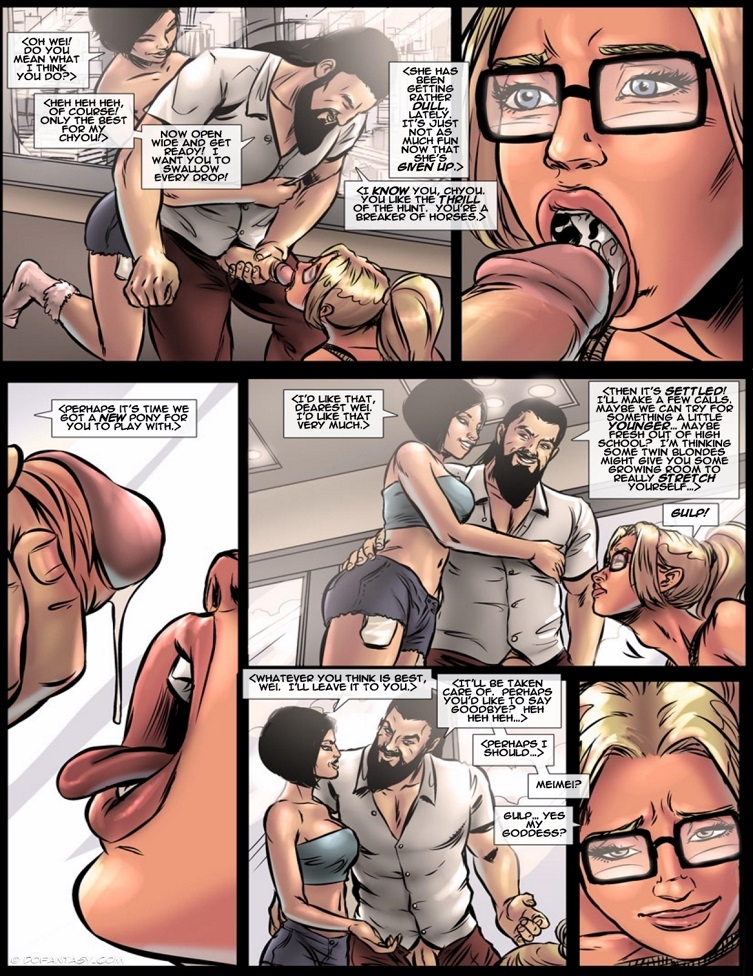 <OH WEI!
DO YOU
MEAN WHAT
I THINK
YOU DO?>
<HEH HEH HEH,
OF COURSE!
ONLY THE BEST
FOR MY
CHYOU!>
NOW OPEN
WIDE AND GET
READY! I
WANT YOU TO
SWALLOW
EVERY DROP!
<SHE HAS
BEEN
GETTING
RATHER
DULL,
LATELY.
IT'S JUST
NOT AS
MUCH FUN
NOW THAT
SHE'S
GIVEN UP.>
<I KNOW YOU, CHYOU.
YOU LIKE THE THRILL
OF THE HUNT. YOU'RE A
BREAKER OF HORSES.>
<PERHAPS IT'S TIME WE
GOT A NEW PONY FOR
YOU TO PLAY WITH.>
<I'D LIKE THAT,
DEAREST WEI.
I'D LIKE THAT
VERY MUCH.>
<THEN IT'S SETTLED!
I'LL MAKE A FEW CALLS.
MAYBE WE CAN TRY FOR
SOMETHING A LITTLE
YOUNGER... MAYBE
FRESH OUT OF HIGH
SCHOOL? I'M THINKING
SOME TWIN BLONDES
MIGHT GIVE YOU SOME
GROWING ROOM TO
REALLY STRETCH
YOURSELF...>
GULP!
<WHATEVER YOU THINK IS BEST,
WEI. I'LL LEAVE IT TO YOU.>
<IT'LL BE TAKEN
CARE OF. PERHAPS
YOU'D LIKE TO SAY
GOODBYE? HEH
HEH HEH...>
<PERHAPS I
SHOULD...>
MEIMEI?
GULP... YES
MY
GODDESS?
© DOFANTASY.COM